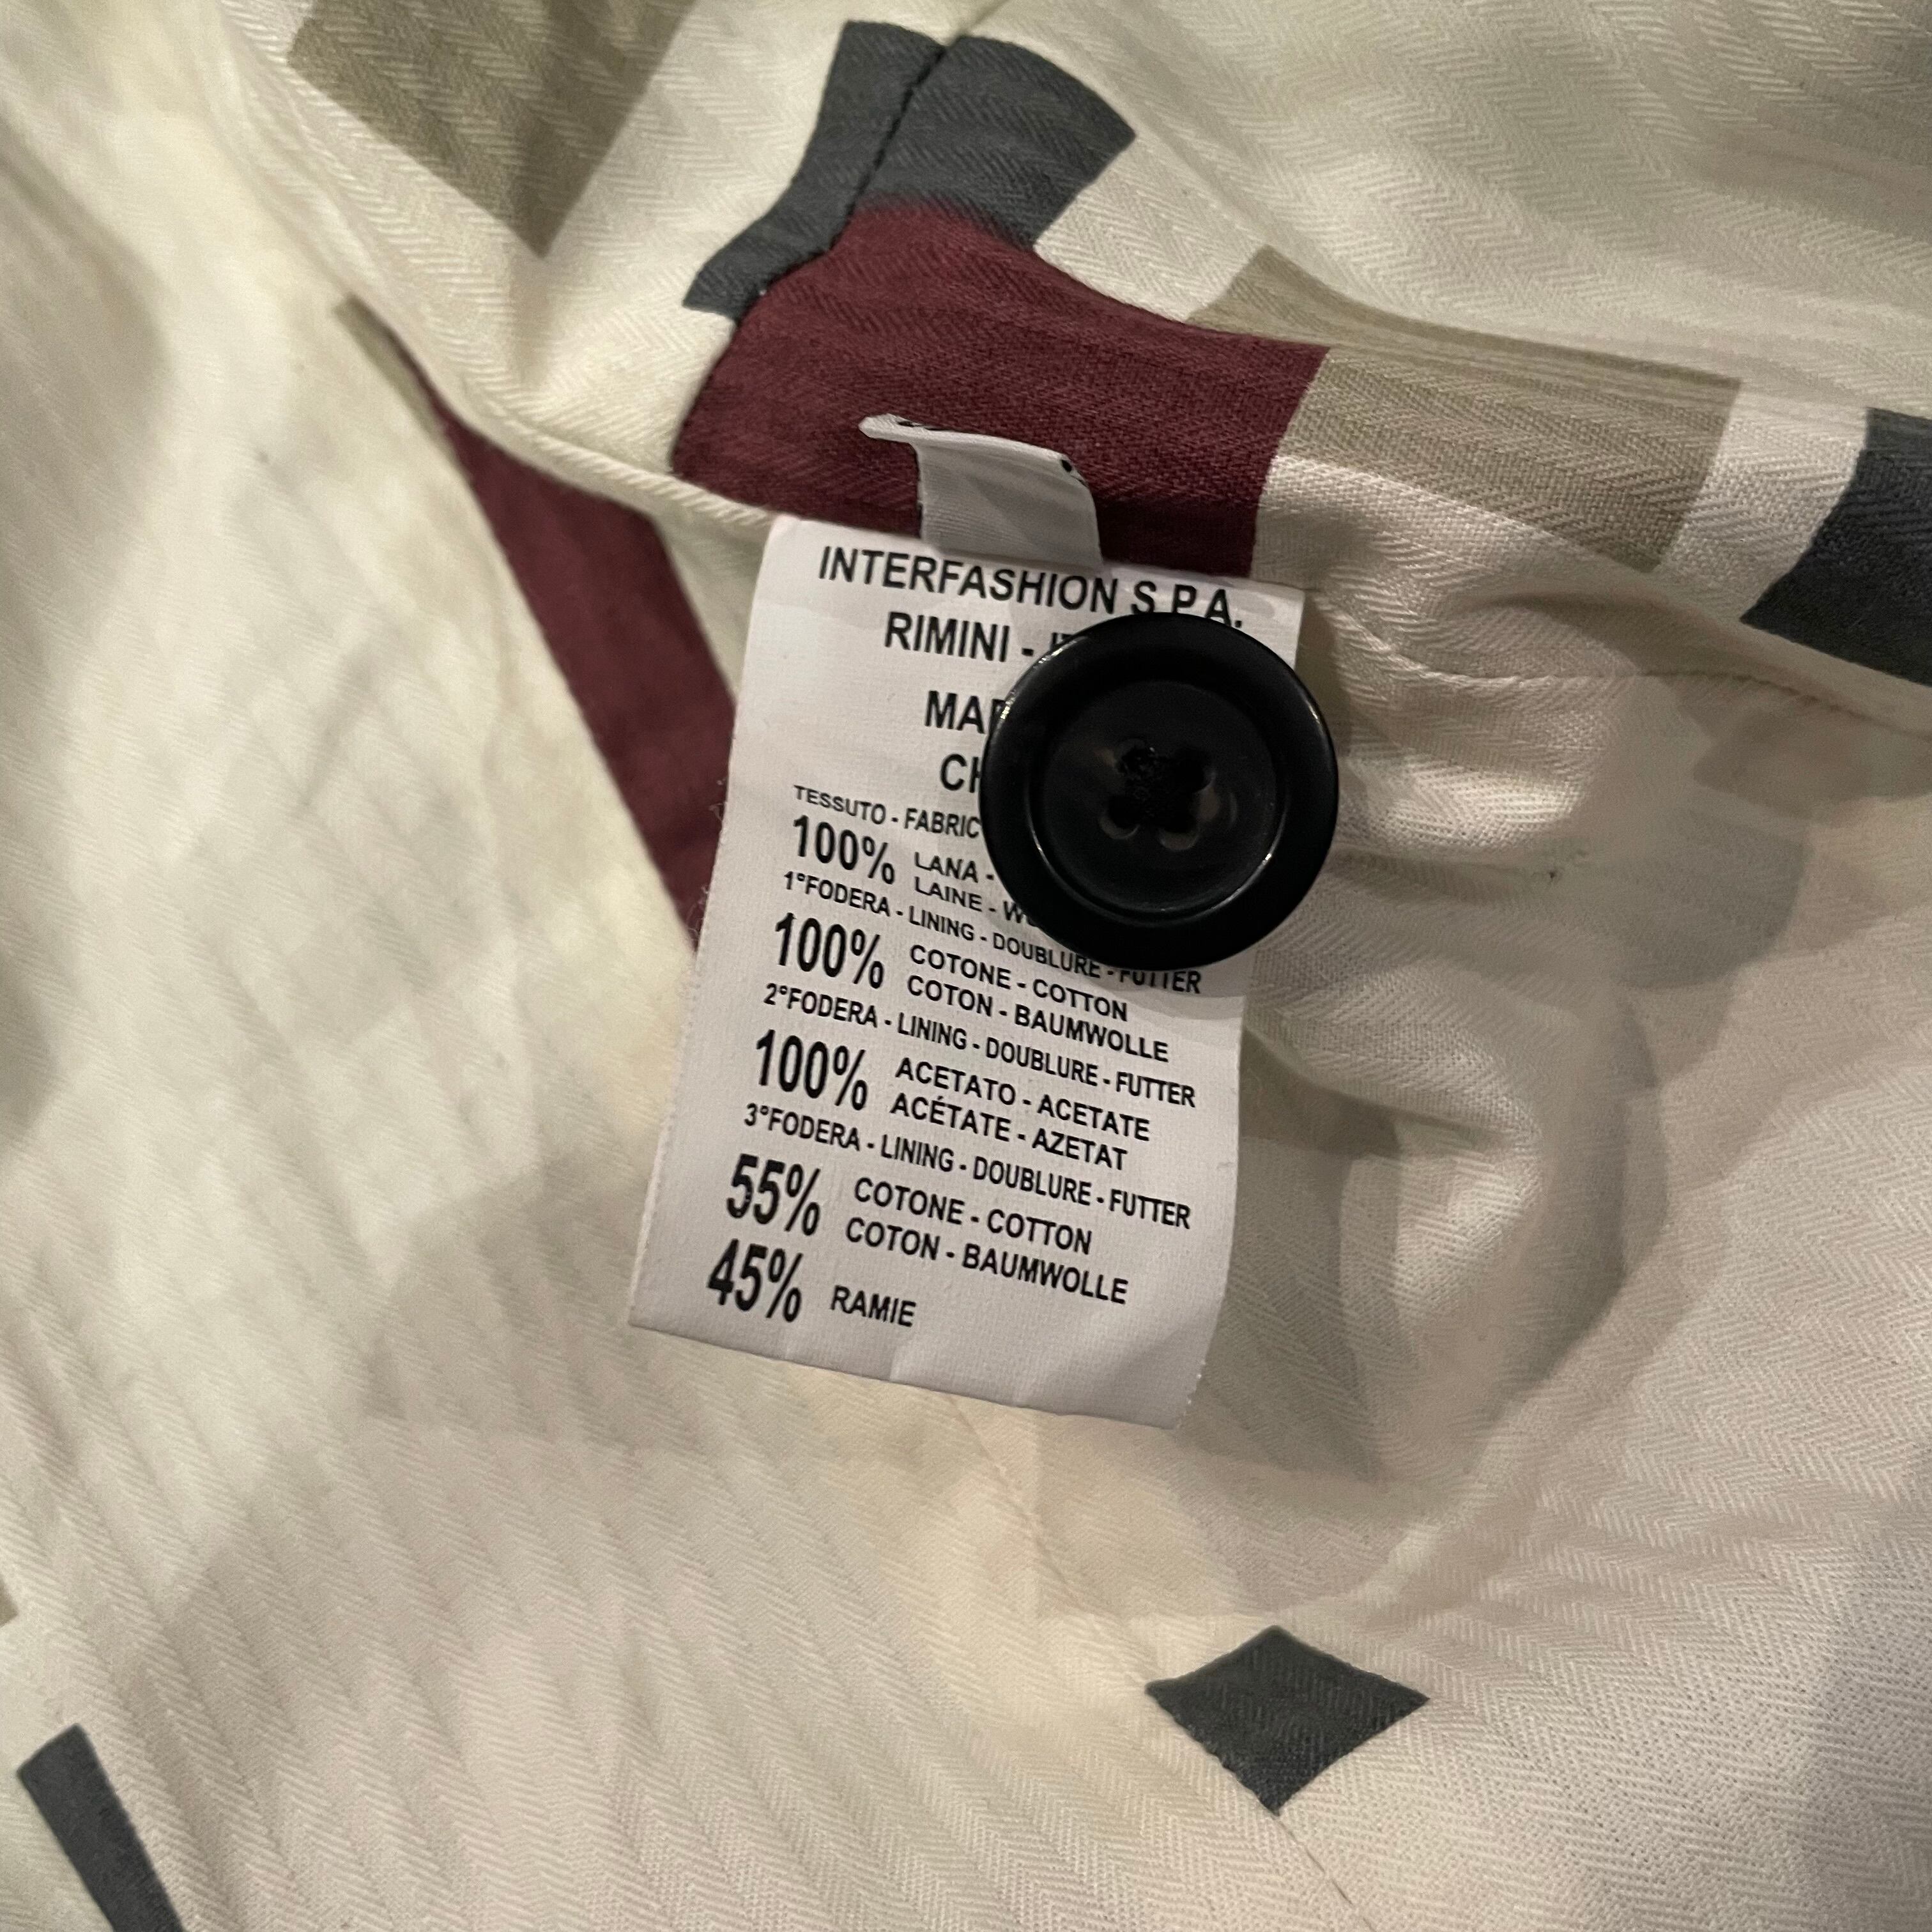 INTERFASHION S.P.A.
RIMINI -
TESSUTO - FABRIC
100% LANA -
LAINE -
1°FODERA - LINING - DOUBLURE - FUTTER
100% COTONE - COTTON
COTON - BAUMWOLLE
2°FODERA - LINING - DOUBLURE - FUTTER
100% ACETATO - ACETATE
ACÉTATE - AZETAT
3°FODERA - LINING - DOUBLURE - FUTTER
55% COTONE - COTTON
COTON - BAUMWOLLE
45% RAMIE